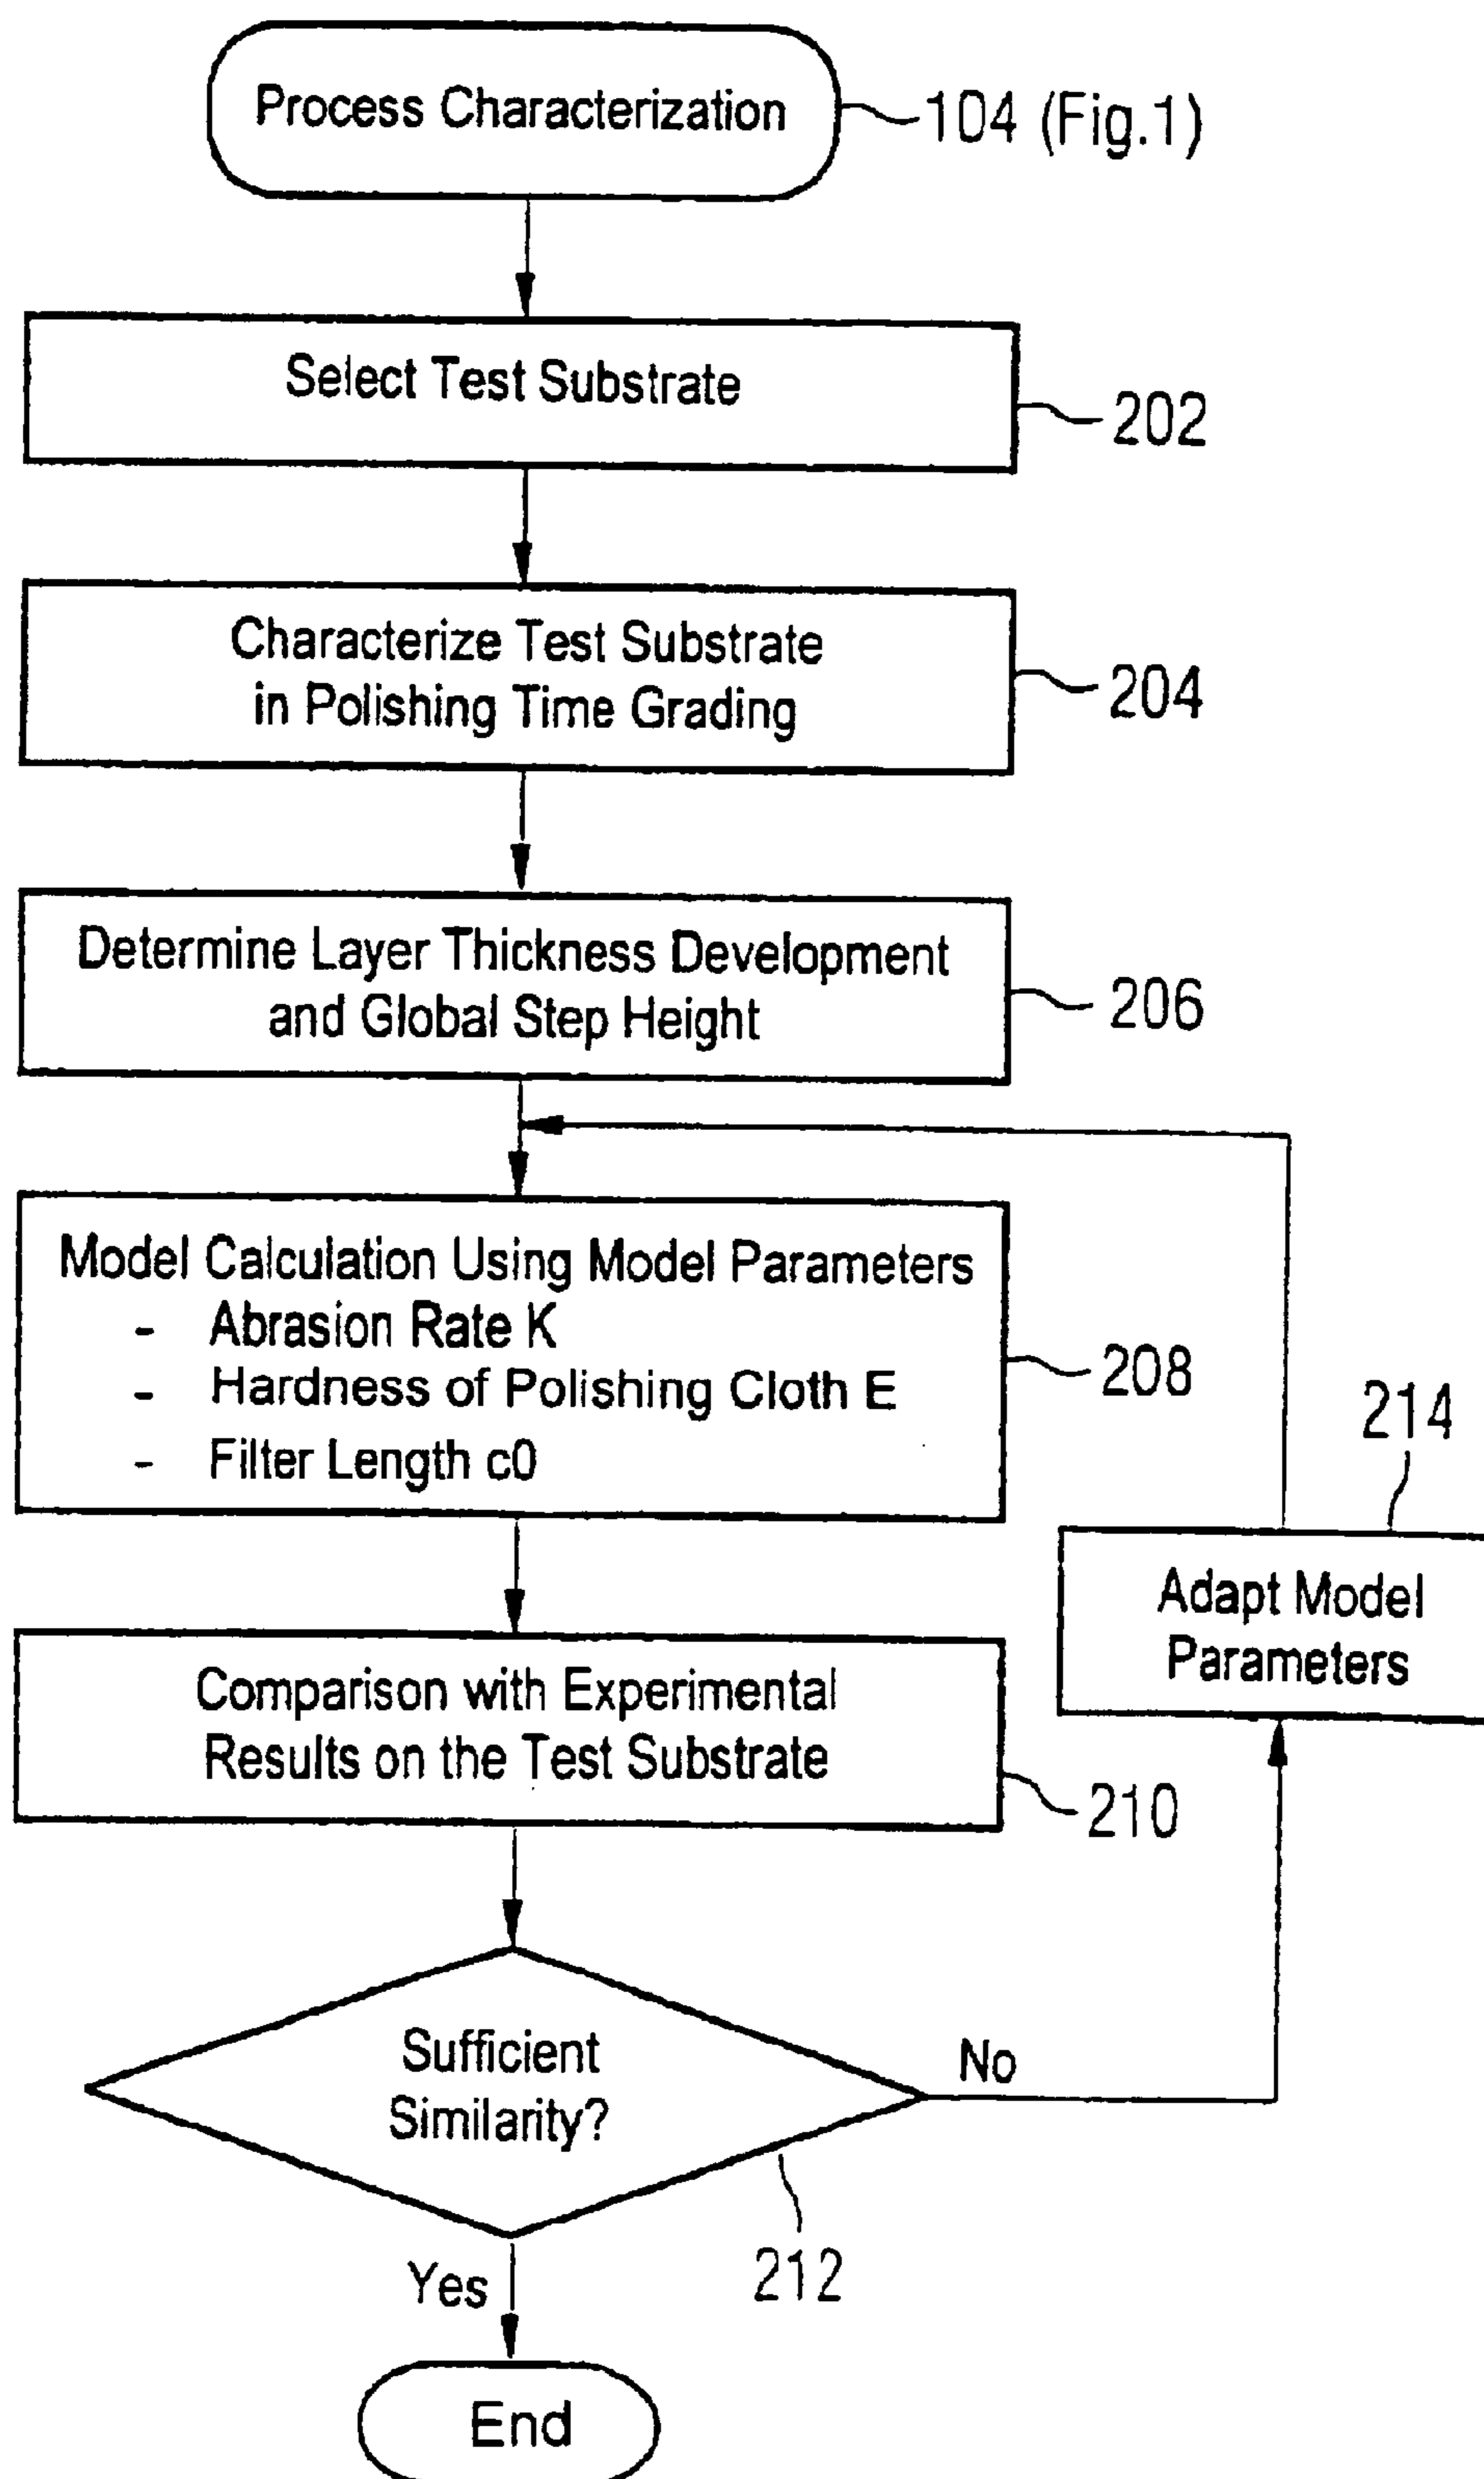 Process Characterization
104 (Fig.1)
Select Test Substrate
202
Characterize Test Substrate
in Polishing Time Grading
204
Determine Layer Thickness Development
and Global Step Height
206
Model Calculation Using Model Parameters
- Abrasion Rate K
- Hardness of Polishing Cloth E
- Filter Length c0
208
214
Adapt Model
Parameters
Comparison with Experimental
Results on the Test Substrate
210
Sufficient
Similarity?
No
212
Yes
End